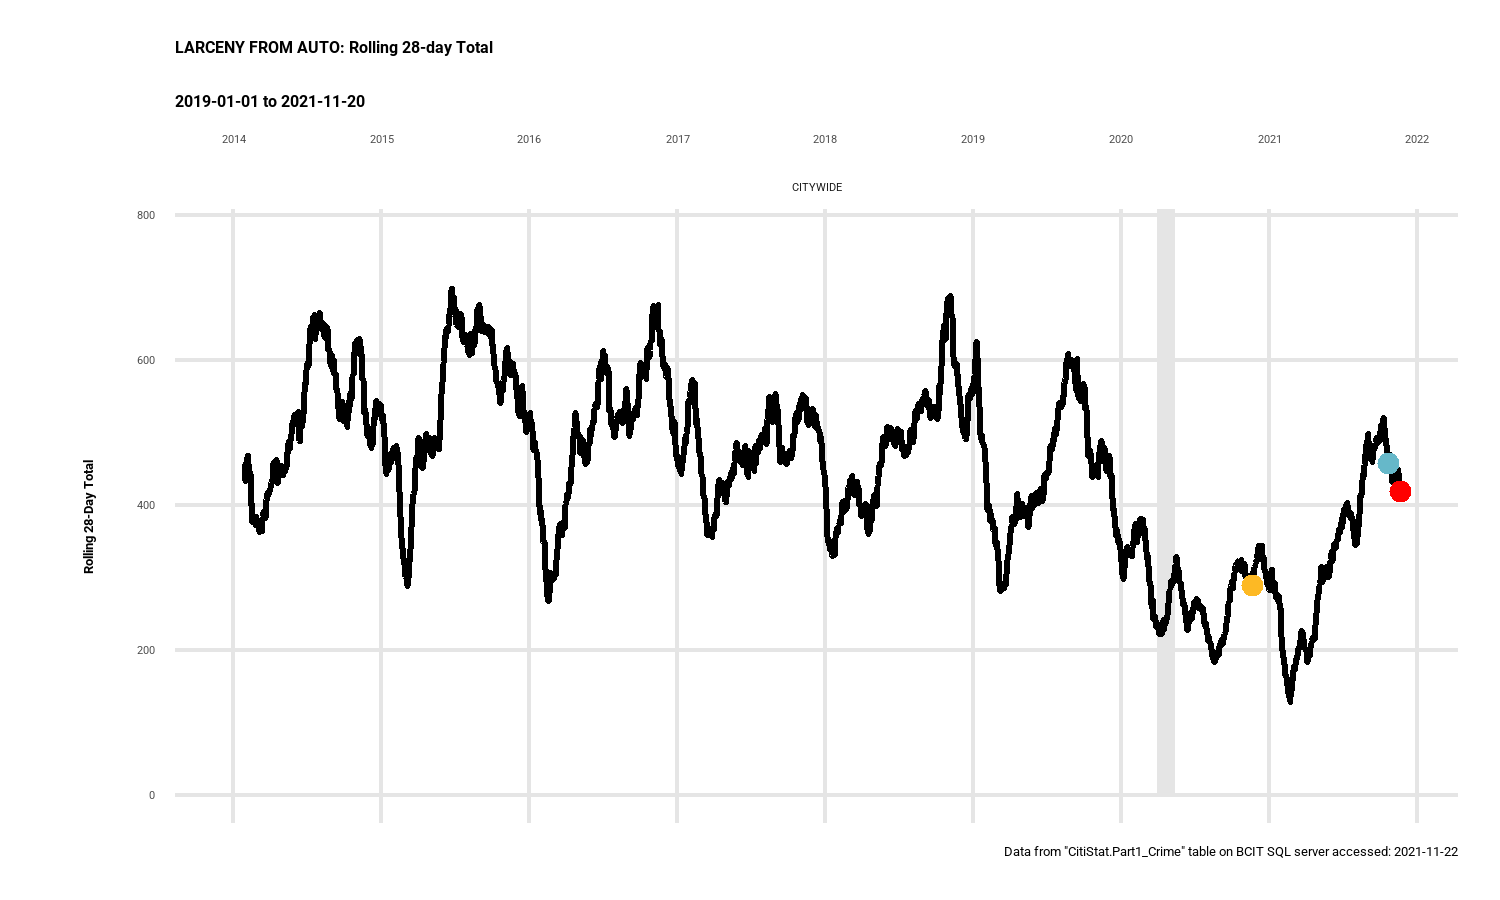 LARCENY FROM AUTO: Rolling 28-day Total
2019-01-01 to 2021-11-20
2014 2015 2016 2017 2018 2019 2020 2021 2022
CITYWIDE
800
600
400
200
0
Rolling 28-Day Total
Data from "CitiStat.Part1_Crime" table on BCIT SQL server accessed: 2021-11-22